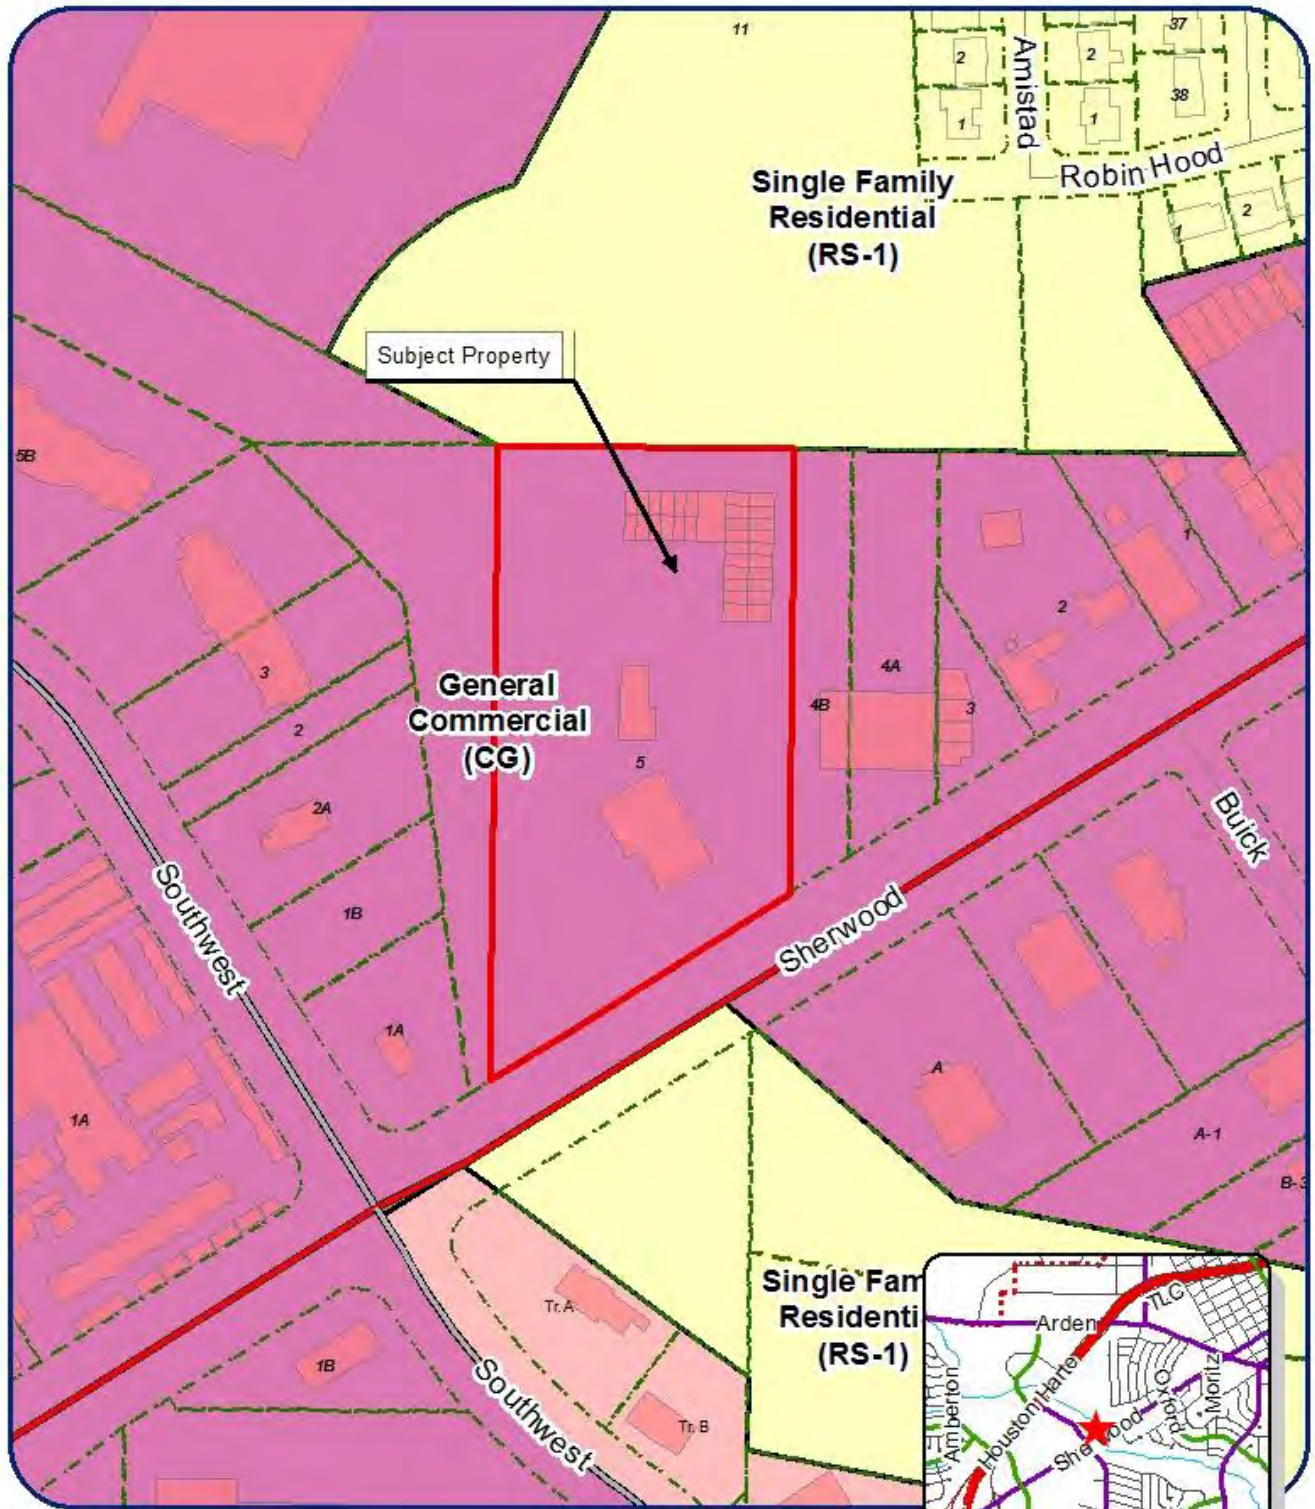 11
37
2
2
38
1
1
Amistad
Robin Hood
2
1
Single Family
Residential
(RS-1)
Subject Property
5B
1
2
3
4A
General
Commercial
(CG)
4B
3
2
5
2A
Buick
Southwest
1B
Sherwood
1A
A
1A
A-1
B-3
Single Fam
Residenti
(RS-1)
Tr. A
1B
Southwest
Tr. B
TLC
Arden
Amberton
Houston Harte
Oxford
Moritz
Sherwood